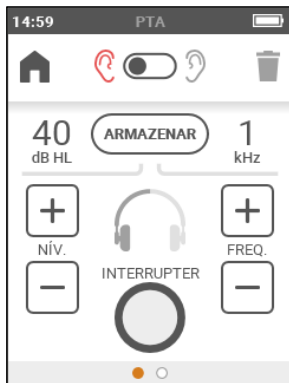 14:59 PTA
40 ARMAZENAR 1
dB HL kHz
NÍV. FREQ.
INTERRUPTER